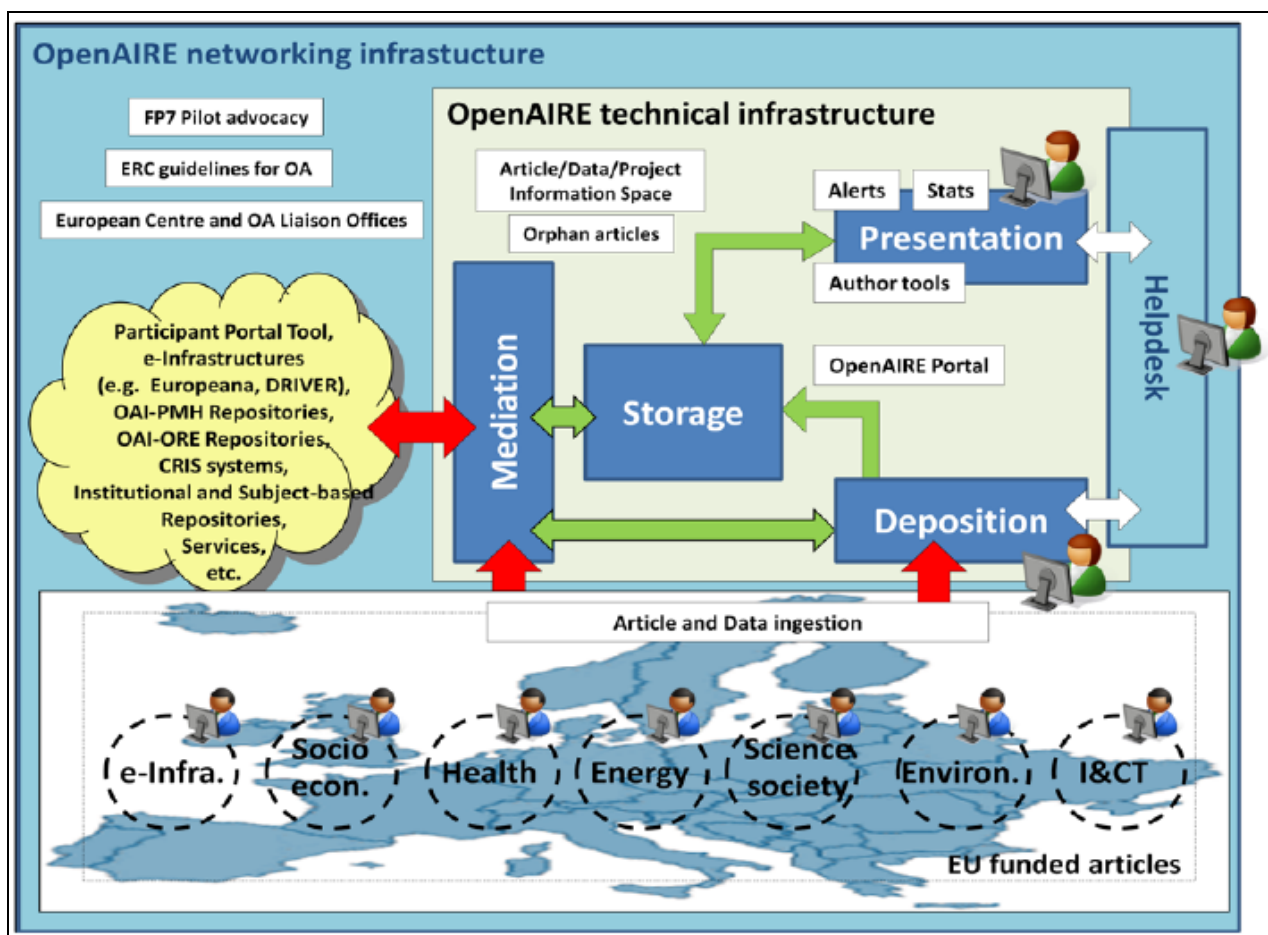 OpenAIRE networking infrastucture
FP7 Pilot advocacy
ERC guidelines for OA
European Centre and OA Liaison Offices
OpenAIRE technical infrastructure
Article/Data/Project
Information Space
Orphan articles
Alerts
Stats
Presentation
Author tools
Helpdesk
Participant Portal Tool,
e-Infrastructures
(e.g. Europeana, DRIVER),
OAI-PMH Repositories,
OAI-ORE Repositories,
CRIS systems,
Institutional and Subject-based
Repositories,
Services,
etc.
Mediation
Storage
OpenAIRE Portal
Deposition
Article and Data ingestion
e-Infra.
Socio
econ.
Health
Energy
Science
society
Environ.
I&CT
EU funded articles